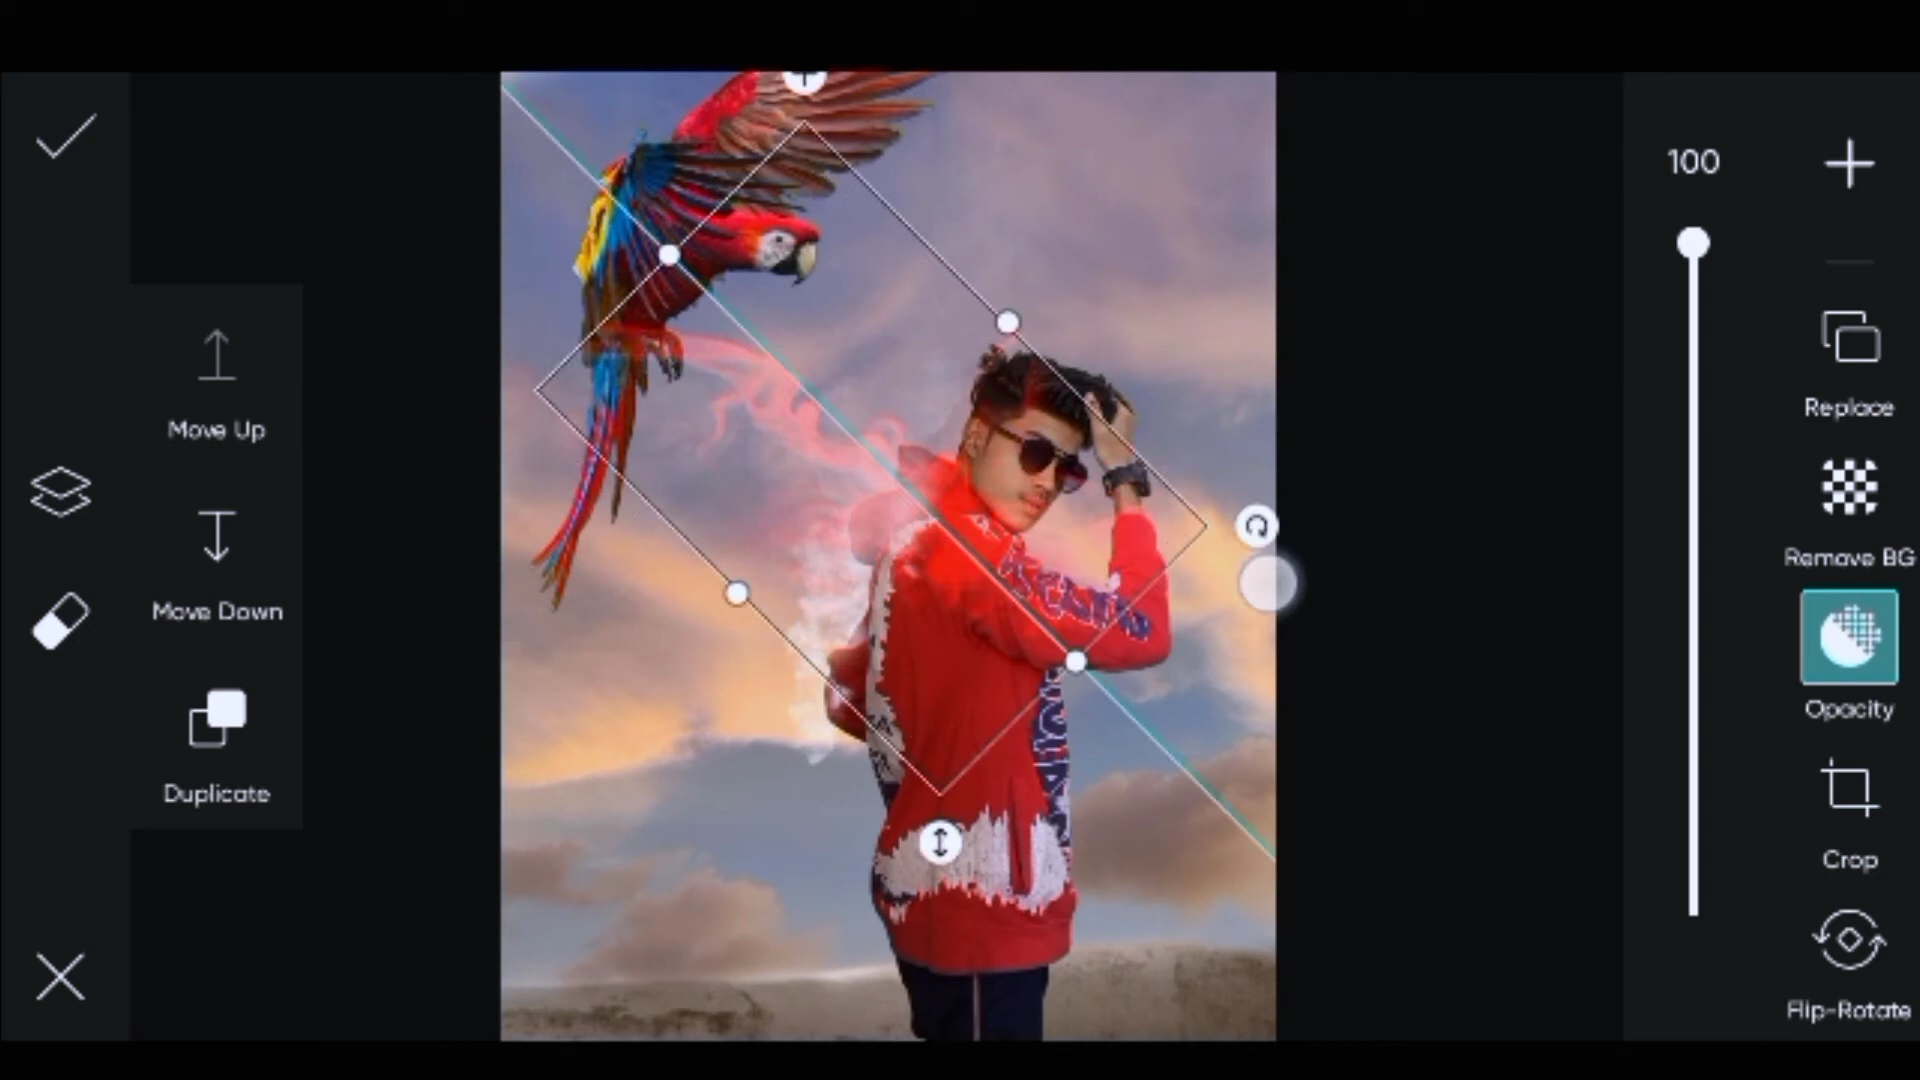 Move Up
Move Down
Duplicate
100
Replace
Remove BG
Opacity
Crop
Flip-Rotate